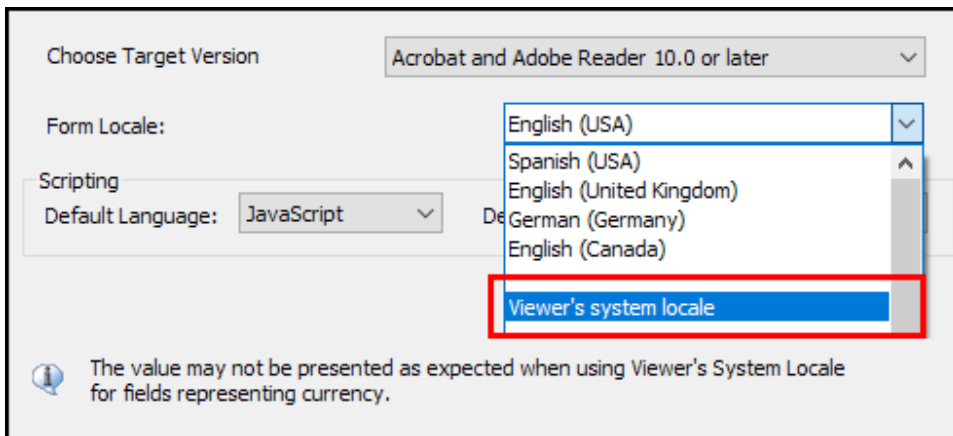 Choose Target Version
Acrobat and Adobe Reader 10.0 or later
Form Locale:
English (USA)
Spanish (USA)
English (United Kingdom)
German (Germany)
English (Canada)
Viewer's system locale
Scripting
Default Language:
JavaScript
De
The value may not be presented as expected when using Viewer's System Locale
for fields representing currency.